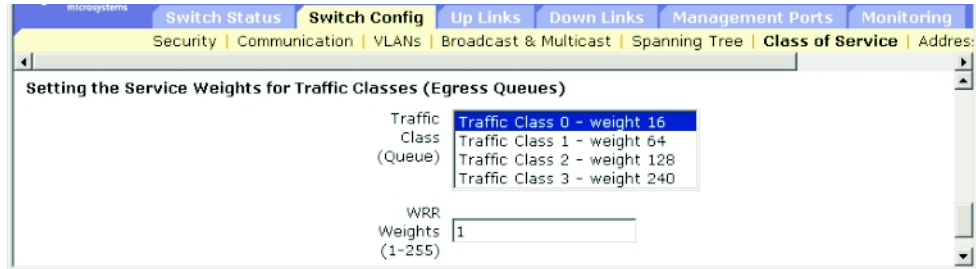 microsystems
Switch Status Switch Config Up Links Down Links Management Ports Monitoring
Security | Communication | VLANs | Broadcast & Multicast | Spanning Tree | Class of Service | Addres
Setting the Service Weights for Traffic Classes (Egress Queues)
Traffic
Class
(Queue)
Traffic Class 0 - weight 16
Traffic Class 1 - weight 64
Traffic Class 2 - weight 128
Traffic Class 3 - weight 240
WRR
Weights
(1-255)
1